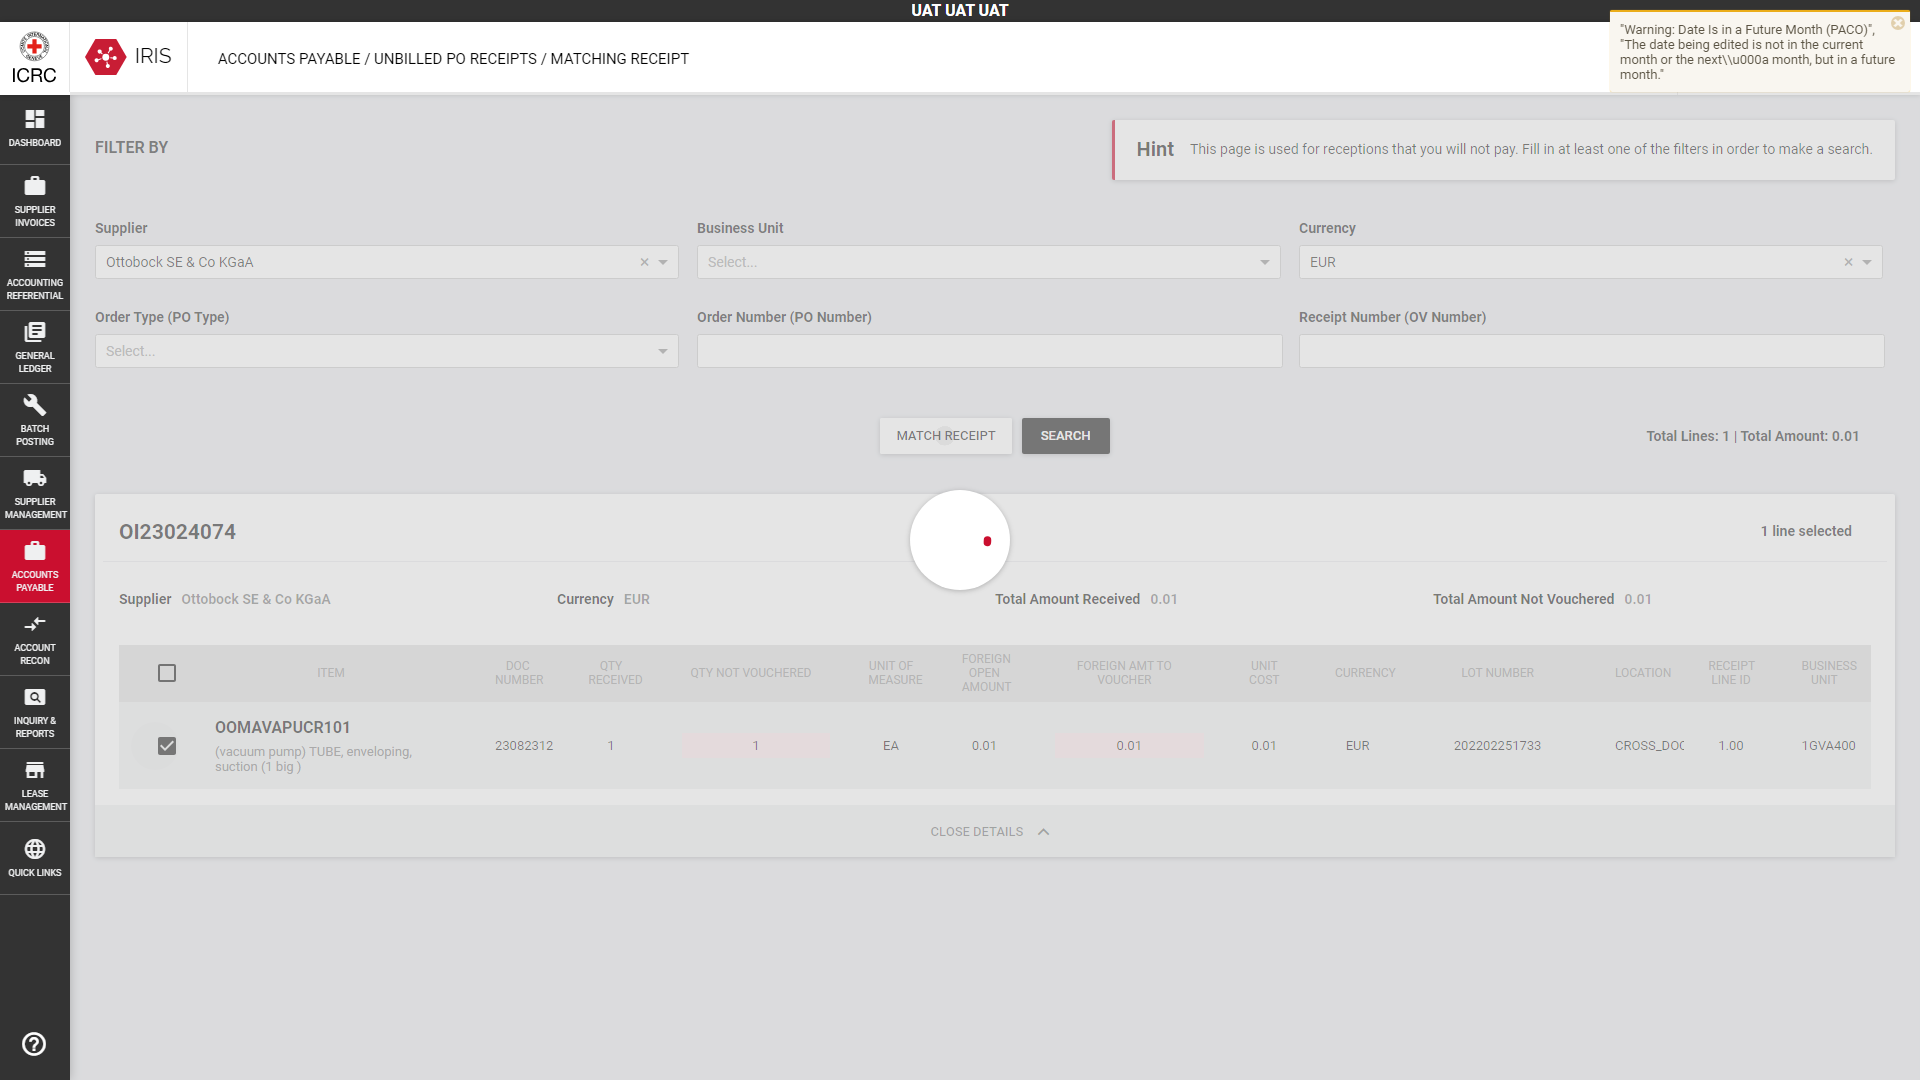 UAT UAT UAT
ICRC
IRIS
ACCOUNTS PAYABLE / UNBILLED PO RECEIPTS / MATCHING RECEIPT
"Warning: Date Is in a Future Month (PACO)",
"The date being edited is not in the current
month or the next\\u000a month, but in a future
month."
DASHBOARD
SUPPLIER
INVOICES
ACCOUNTING
REFERENTIAL
GENERAL
LEDGER
BATCH
POSTING
SUPPLIER
MANAGEMENT
ACCOUNTS
PAYABLE
ACCOUNT
RECON
INQUIRY &
REPORTS
LEASE
MANAGEMENT
QUICK LINKS
FILTER BY
Hint This page is used for receptions that you will not pay. Fill in at least one of the filters in order to make a search.
Supplier
Business Unit
Currency
Ottobock SE & Co KGaA
Select...
EUR
Order Type (PO Type)
Order Number (PO Number)
Receipt Number (OV Number)
Select...
MATCH RECEIPT
SEARCH
Total Lines: 1 | Total Amount: 0.01
OI23024074
1 line selected
Supplier Ottobock SE & Co KGaA
Currency EUR
Total Amount Received 0.01
Total Amount Not Vouchered 0.01
ITEM
DOC
NUMBER
QTY
RECEIVED
QTY NOT VOUCHERED
UNIT OF
MEASURE
FOREIGN
OPEN
AMOUNT
FOREIGN AMT TO
VOUCHER
UNIT
COST
CURRENCY
LOT NUMBER
LOCATION
RECEIPT
LINE ID
BUSINESS
UNIT
OOMAVAPUCR101
(vacuum pump) TUBE, enveloping,
suction (1 big )
23082312
1
1
EA
0.01
0.01
0.01
EUR
202202251733
CROSS_DOC
1.00
1GVA400
CLOSE DETAILS